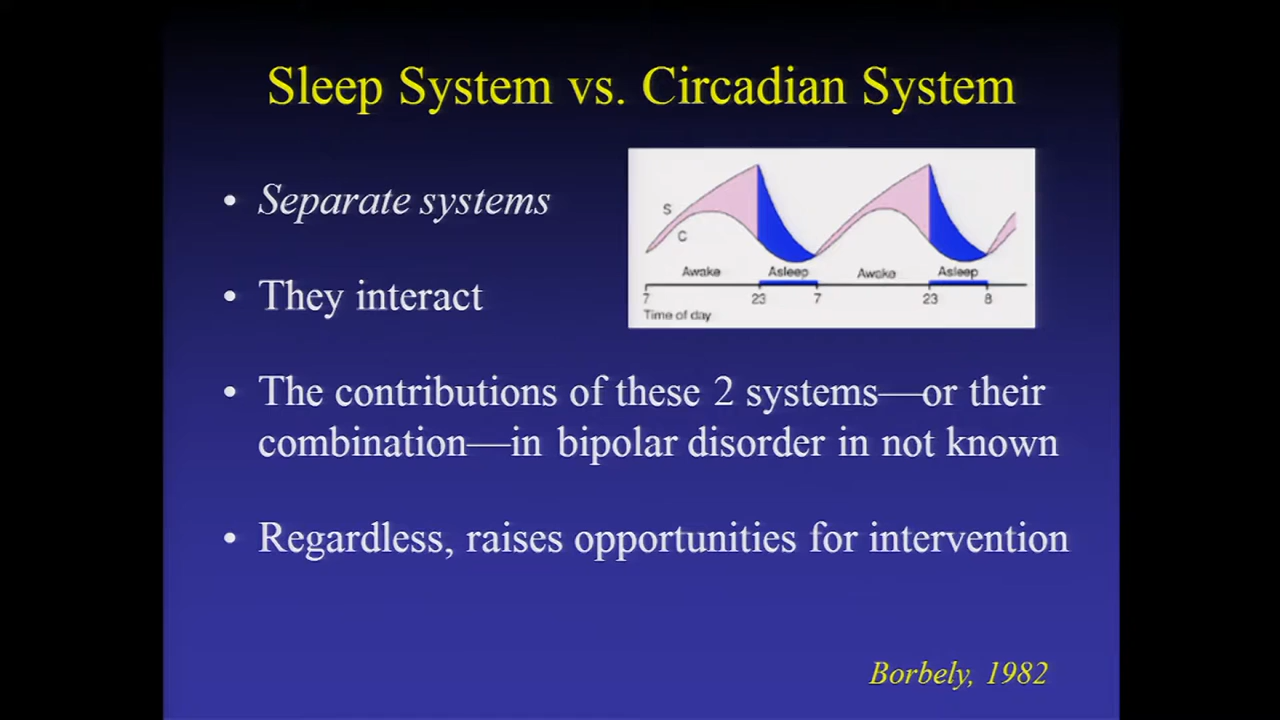 Sleep System vs. Circadian System
• Separate systems
S
C
Awake Asleep Awake Asleep
7 23 7 23 8
Time of day
• They interact
• The contributions of these 2 systems—or their
combination—in bipolar disorder in not known
• Regardless, raises opportunities for intervention
Borbely, 1982